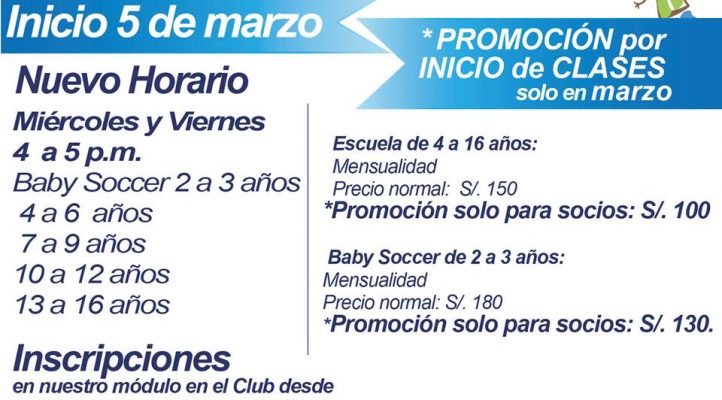 Inicio 5 de marzo
* PROMOCIÓN por
INICIO de CLASES
solo en marzo
Nuevo Horario
Miércoles y Viernes
4 a 5 p.m.
Baby Soccer 2 a 3 años
4 a 6 años
7 a 9 años
10 a 12 años
13 a 16 años
Escuela de 4 a 16 años:
Mensualidad
Precio normal: S/. 150
*Promoción solo para socios: S/. 100
Baby Soccer de 2 a 3 años:
Mensualidad
Precio normal: S/. 180
*Promoción solo para socios: S/. 130.
Inscripciones
en nuestro módulo en el Club desde